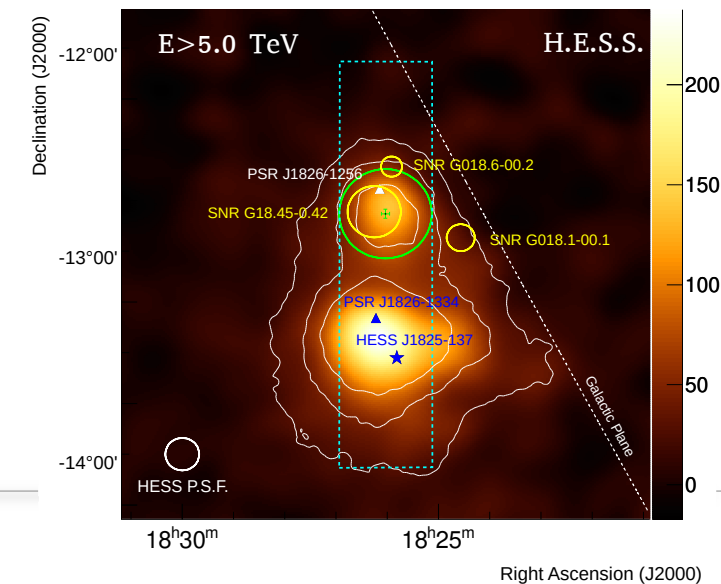 E>5.0 TeV
H.E.S.S.
Declination (J2000)
-12°00'
-13°00'
-14°00'
200
150
100
50
0
SNR G018.6-00.2
PSR J1826-1256
SNR G18.45-0.42
SNR G018.1-00.1
PSR J1826-1334
HESS J1825-137
Galactic Plane
HESS P.S.F.
18h30m
18h25m
Right Ascension (J2000)